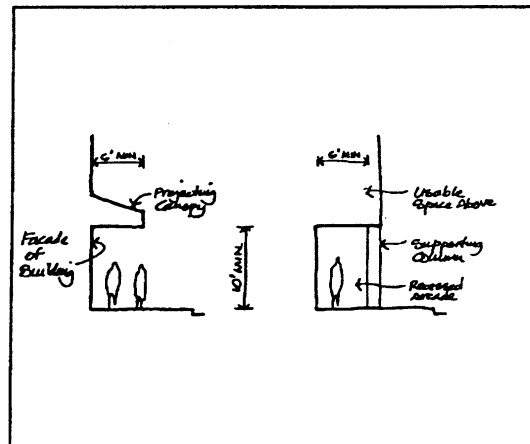 6' MIN
Projecting
Canopy
Facade
of
Building
10' MIN.
6' MIN
Usable
Space Above
Supporting
Column
Recessed
Arcade